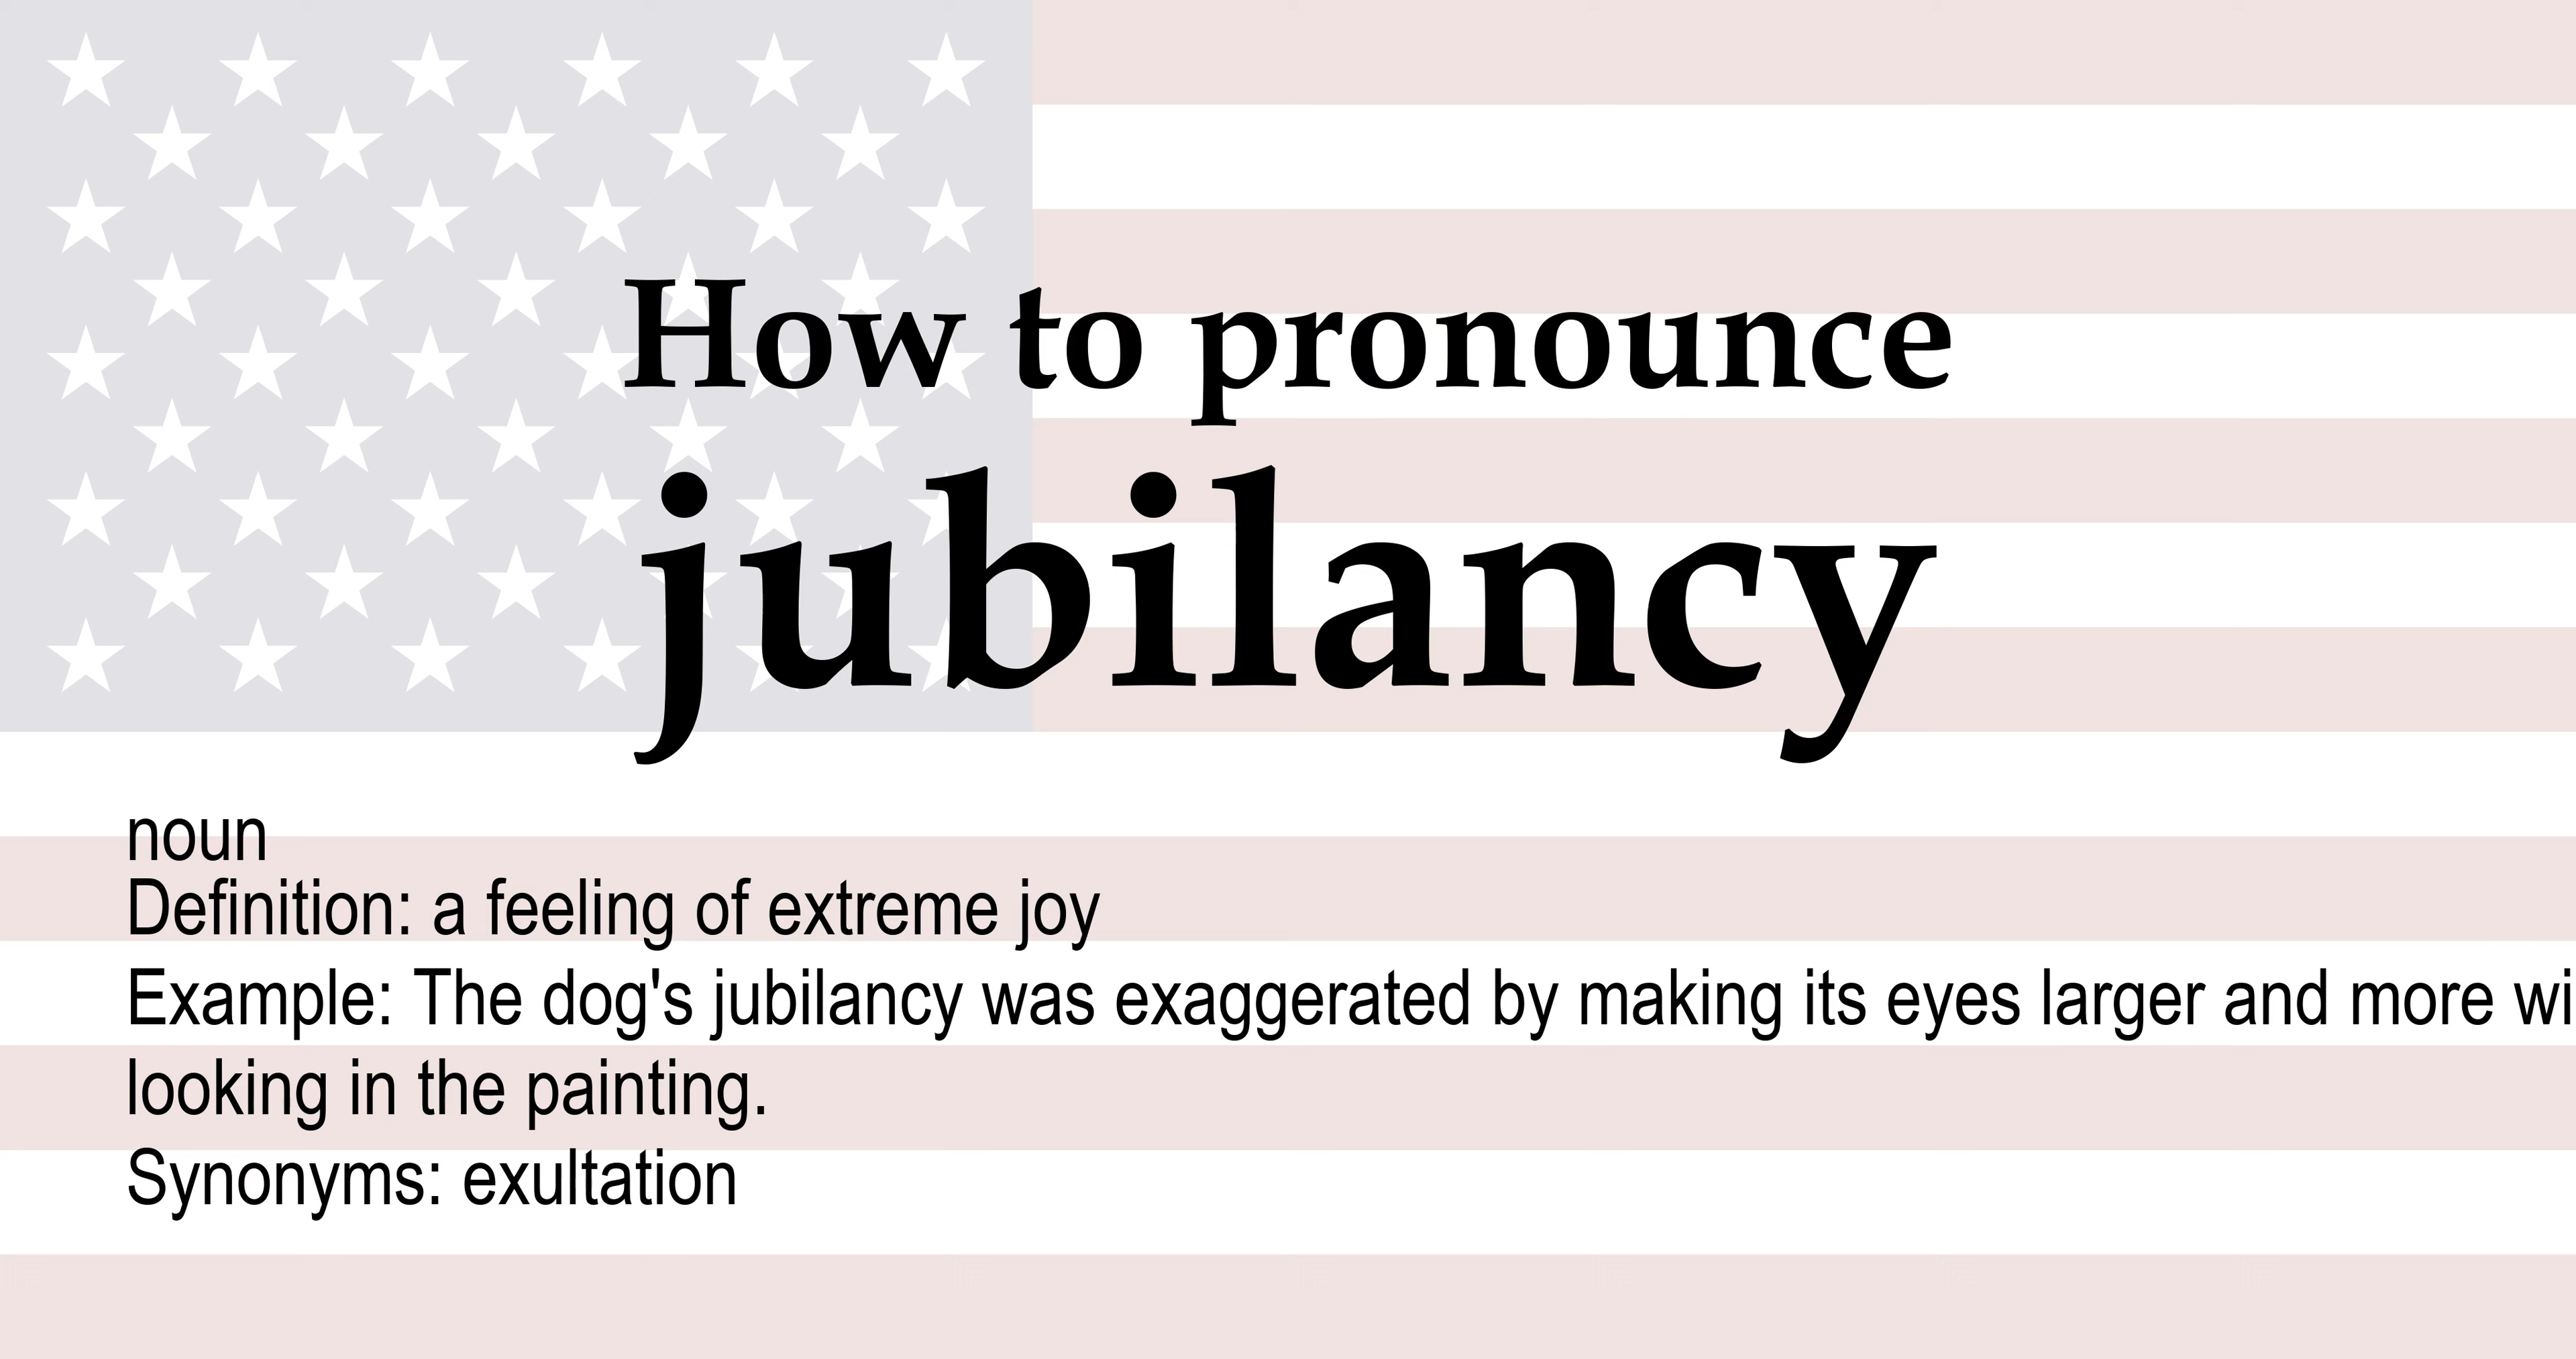 How to pronounce
jubilancy
noun
Definition: a feeling of extreme joy
Example: The dog's jubilancy was exaggerated by making its eyes larger and more
looking in the painting.
Synonyms: exultation